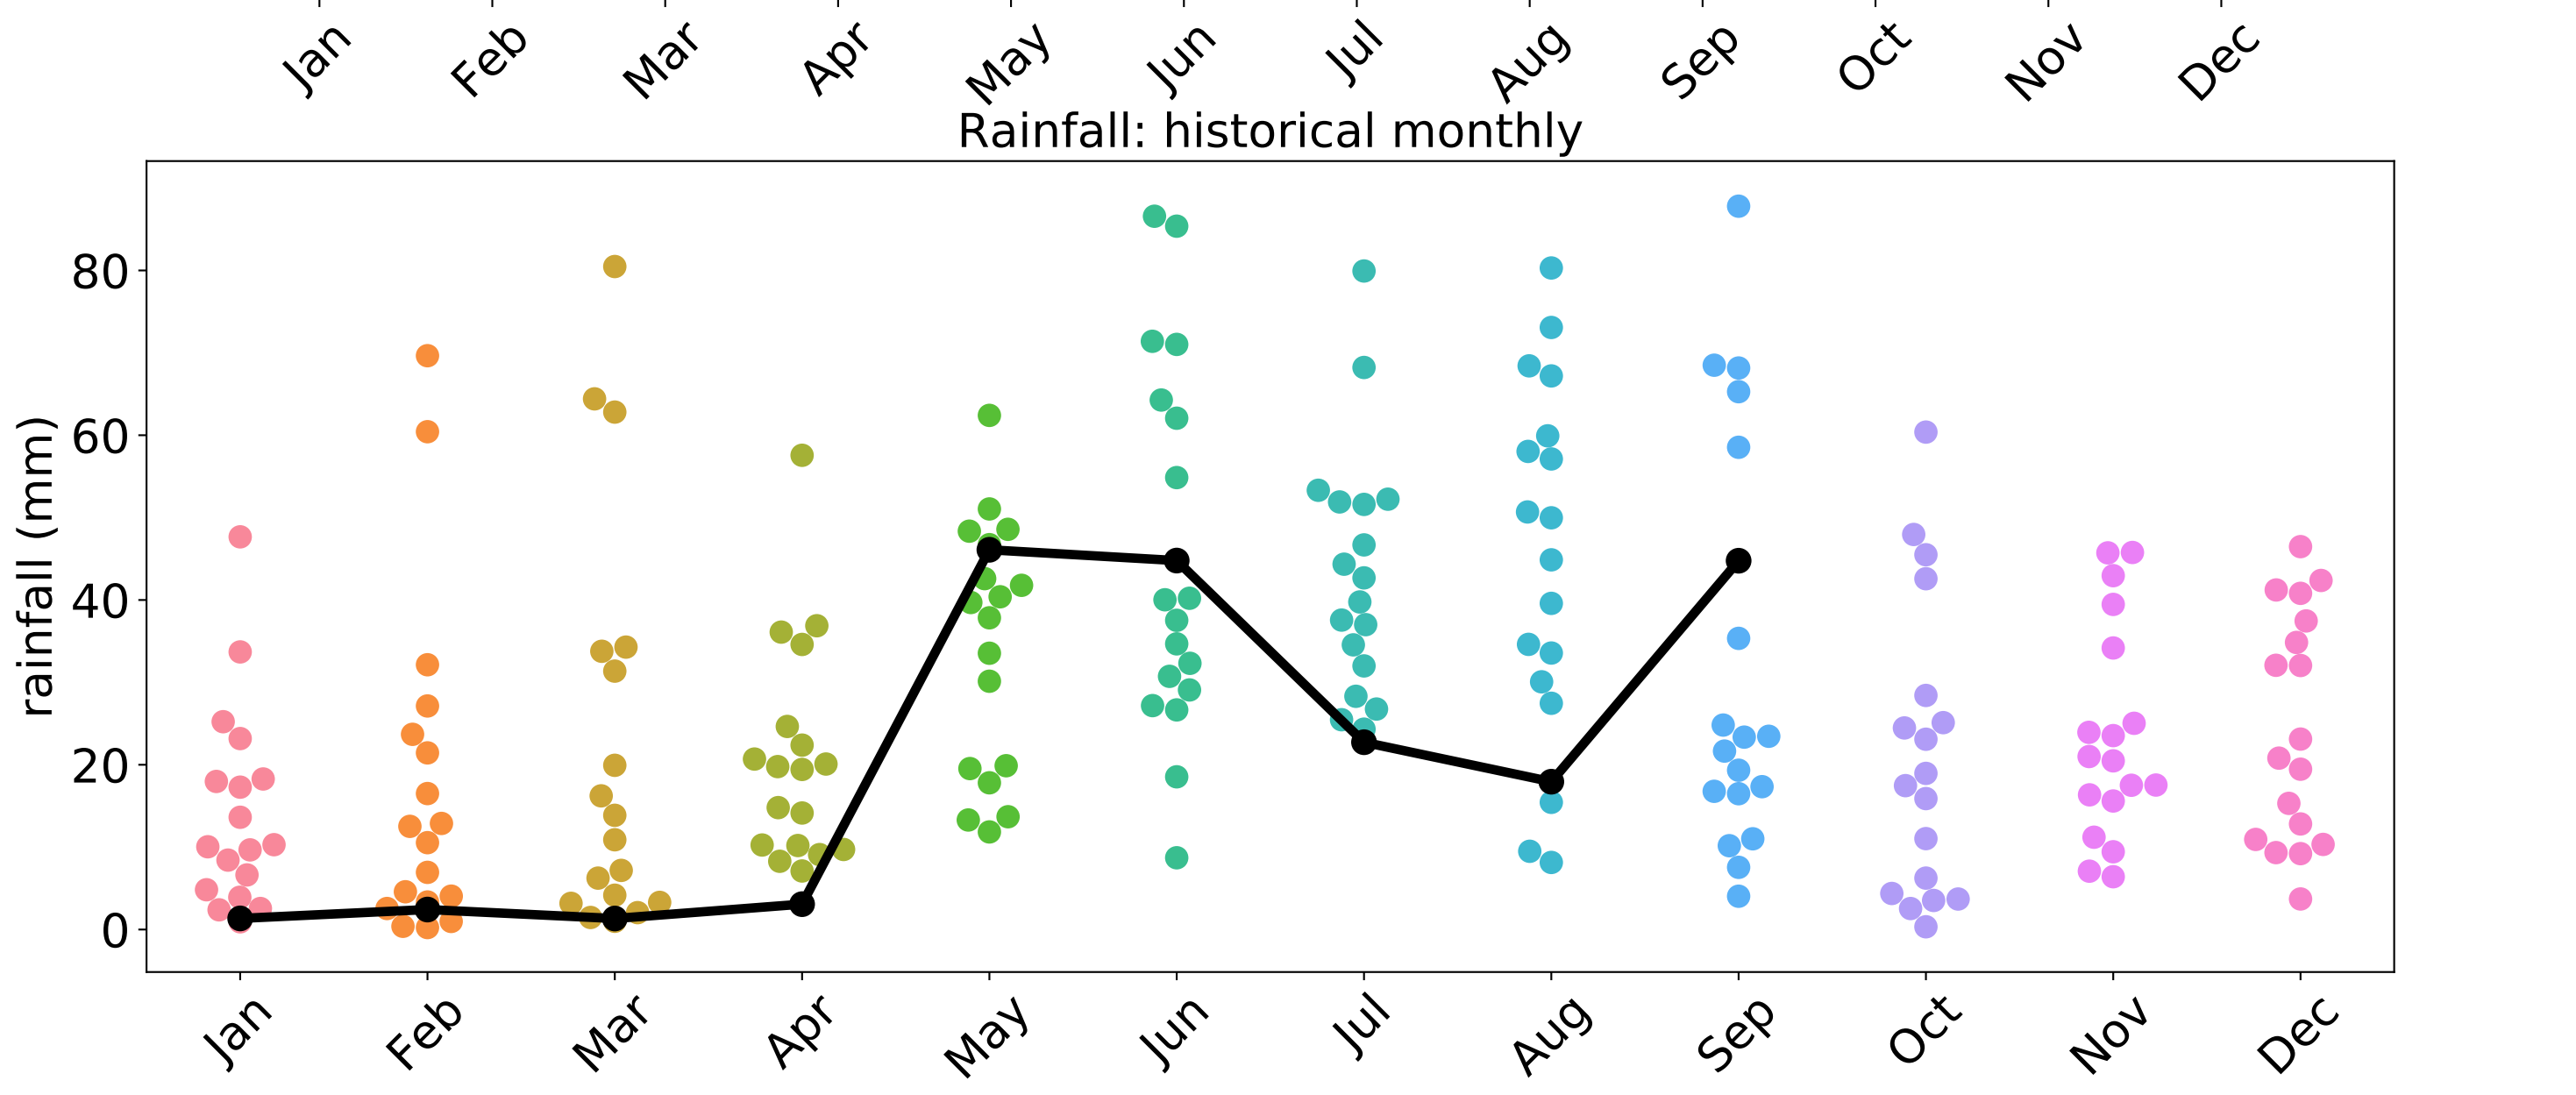 Jan Feb Mar Apr May Jun Jul Aug Sep Oct Nov Dec
Rainfall: historical monthly
rainfall (mm)
80
60
40
20
0
Jan Feb Mar Apr May Jun Jul Aug Sep Oct Nov Dec